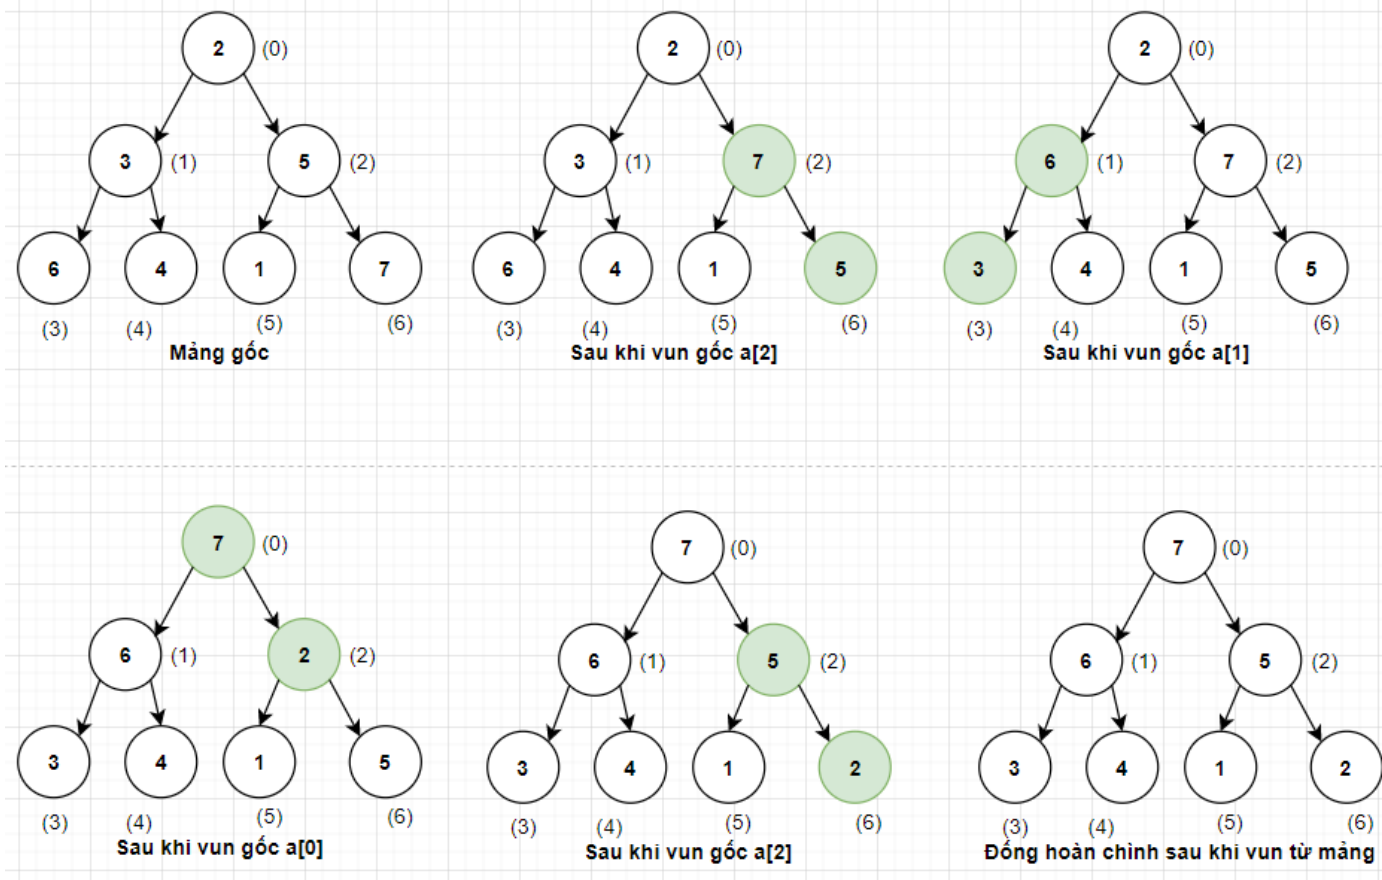 2 (0) 2 (0) 2 (0)
3 (1) 5 (2) 3 (1) 7 (2) 6 (1) 7 (2)
6 4 1 7 6 4 1 5 3 4 1 5
(3) (4) (5) (6) (3) (4) (5) (6) (3) (4) (5) (6)
Mảng gốc Sau khi vun gốc a[2] Sau khi vun gốc a[1]
7 (0) 7 (0) 7 (0)
6 (1) 2 (2) 6 (1) 5 (2) 6 (1) 5 (2)
3 4 1 5 3 4 1 2 3 4 1 2
(3) (4) (5) (6) (3) (4) (5) (6) (3) (4) (5) (6)
Sau khi vun gốc a[0] Sau khi vun gốc a[2] Đống hoàn chình sau khi vun từ mảng